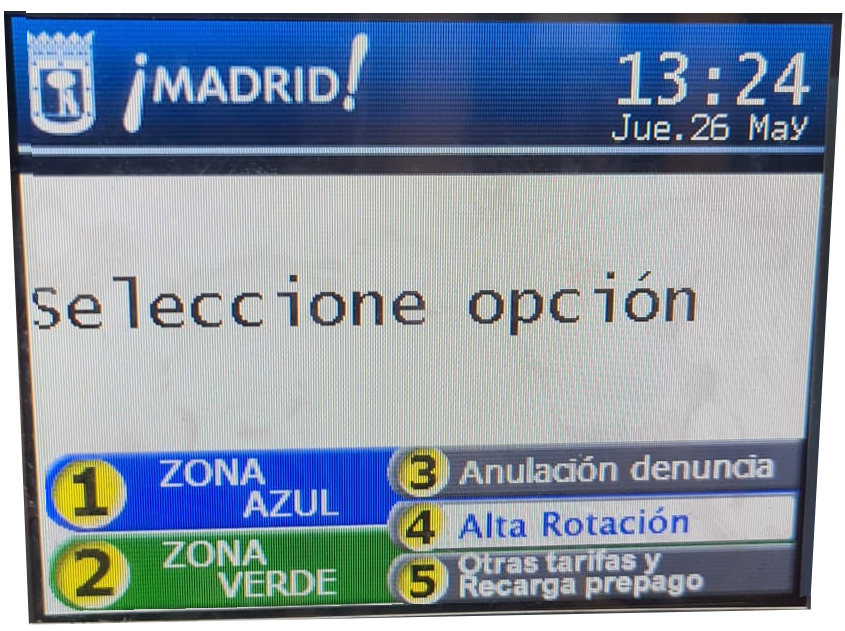 ¡MADRID!
13:24
Jue.26 May
Seleccione opción
1 ZONA AZUL
2 ZONA VERDE
3 Anulación denuncia
4 Alta Rotación
5 Otras tarifas y
Recarga prepago